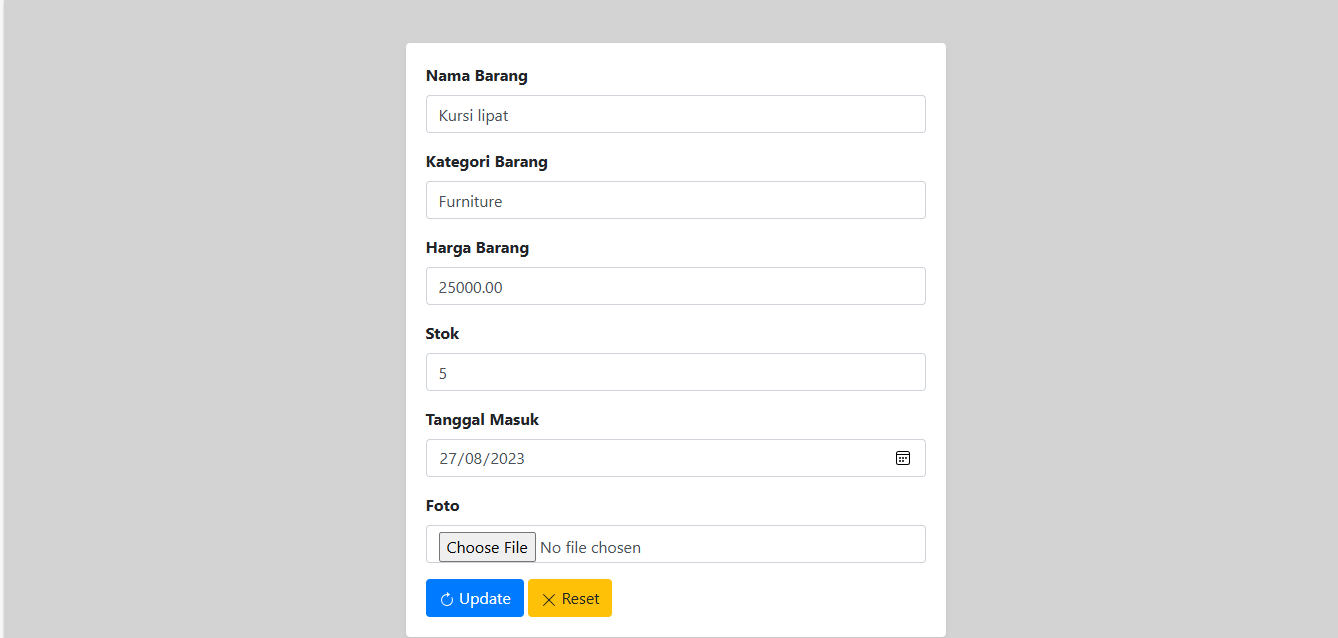 Nama Barang
Kursi lipat
Kategori Barang
Furniture
Harga Barang
25000.00
Stok
5
Tanggal Masuk
27/08/2023
Foto
Choose File No file chosen
Update Reset